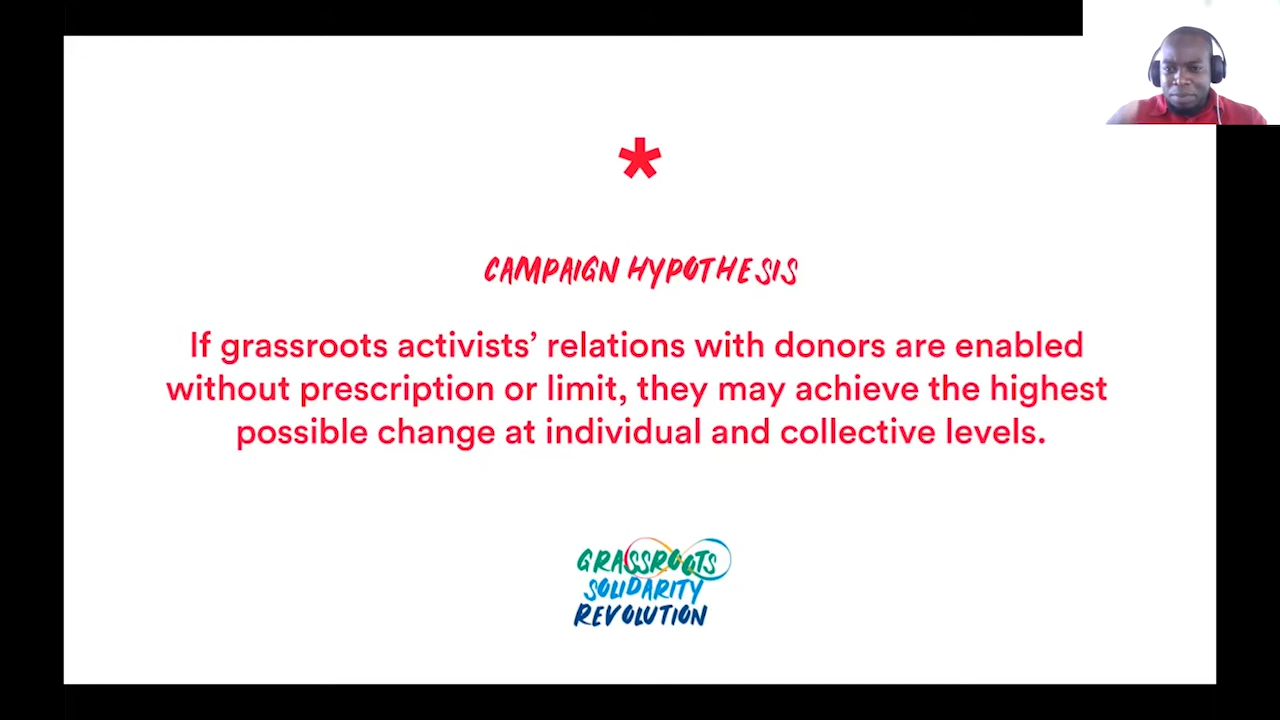 *
CAMPAIGN HYPOTHESIS
If grassroots activists’ relations with donors are enabled
without prescription or limit, they may achieve the highest
possible change at individual and collective levels.
GRASSROOTS
SOLIDARITY
REVOLUTION